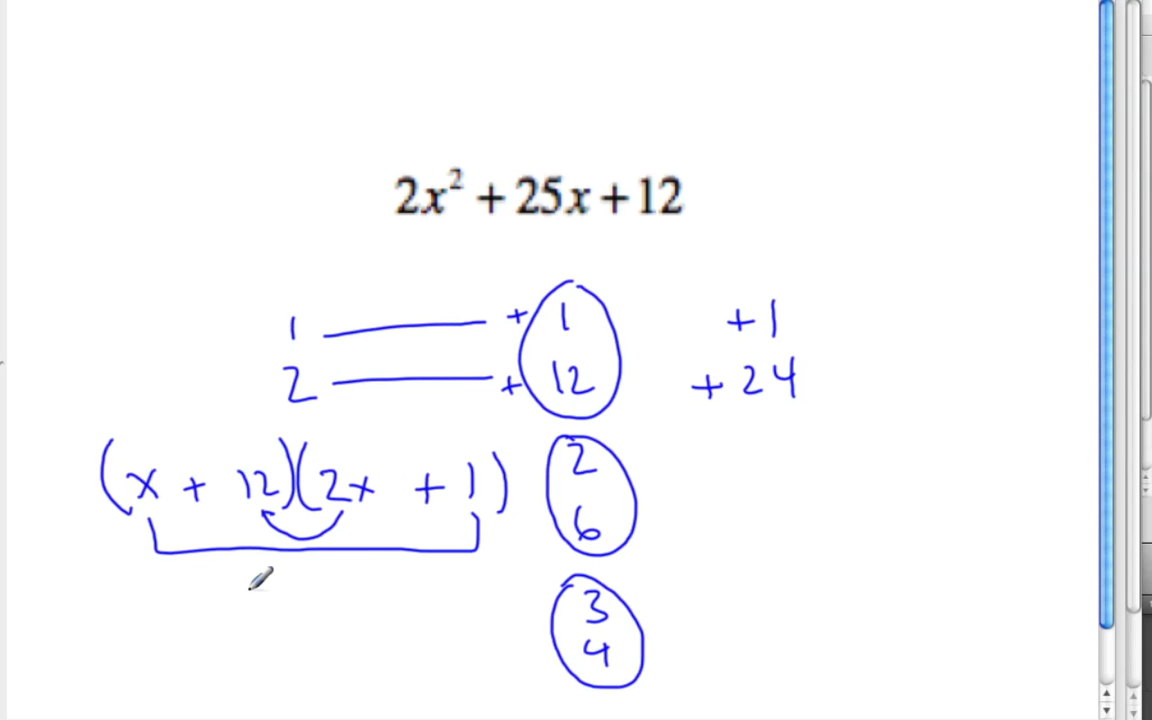 2x² + 25x + 12
1 + 1 + 1
2 + 12 + 24
(x + 12)(2x + 1) 2
6
3
4